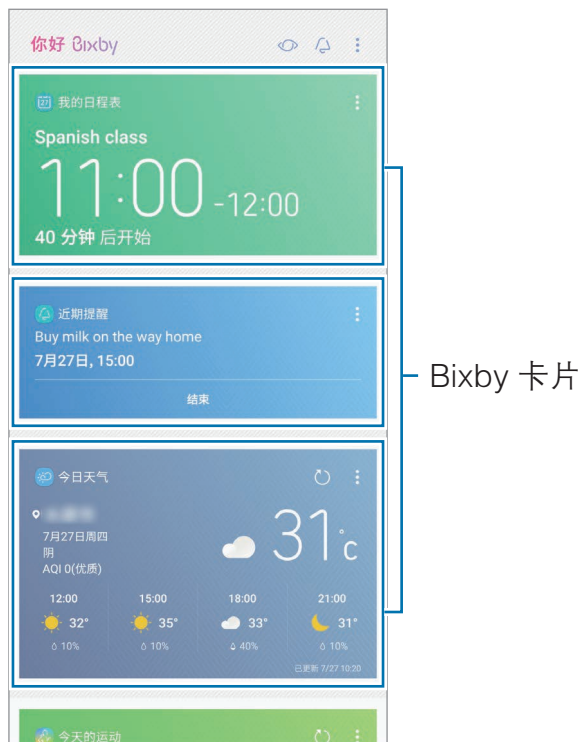 你好 Bixby
我的日程表
Spanish class
11:00 -12:00
40 分钟 后开始
近期提醒
Buy milk on the way home
7月27日, 15:00
结束
Bixby 卡片
今日天气
7月27日周四
阴
AQI 0(优质)
31°c
12:00 15:00 18:00 21:00
32° 35° 33° 31°
10% 10% 40% 10%
已更新 7/27 10:20
今天的运动